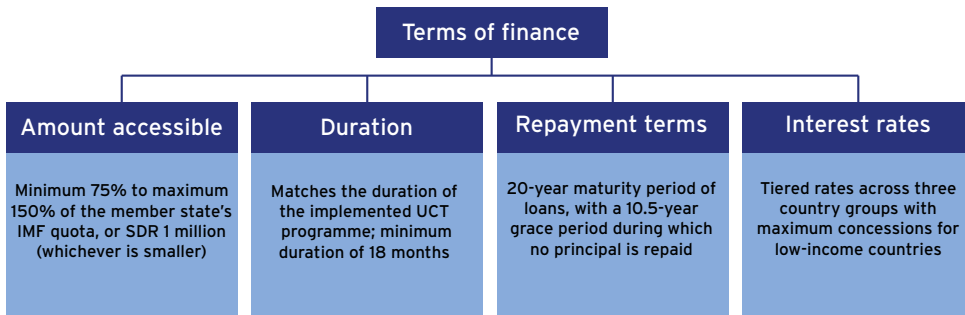 Terms of finance
Amount accessible
Minimum 75% to maximum
150% of the member state's
IMF quota, or SDR 1 million
(whichever is smaller)
Duration
Matches the duration of
the implemented UCT
programme; minimum
duration of 18 months
Repayment terms
20-year maturity period of
loans, with a 10.5-year
grace period during which
no principal is repaid
Interest rates
Tiered rates across three
country groups with
maximum concessions for
low-income countries